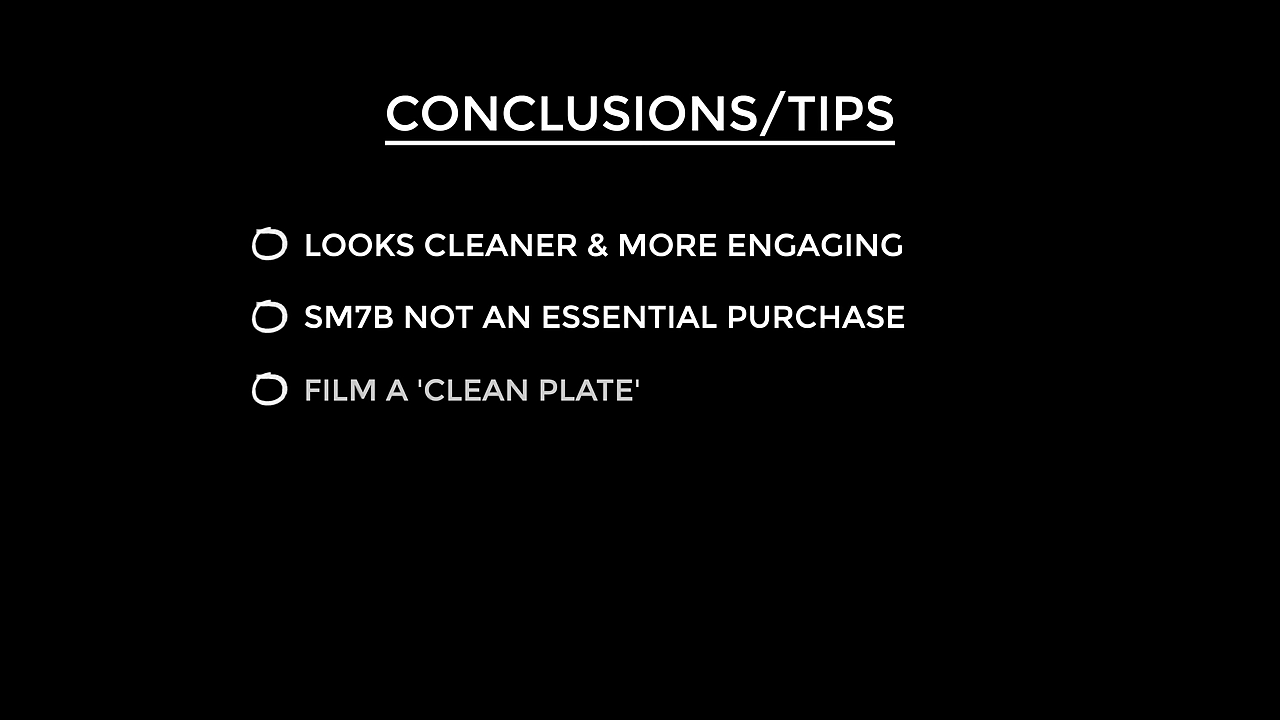 CONCLUSIONS/TIPS
LOOKS CLEANER & MORE ENGAGING
SM7B NOT AN ESSENTIAL PURCHASE
FILM A 'CLEAN PLATE'